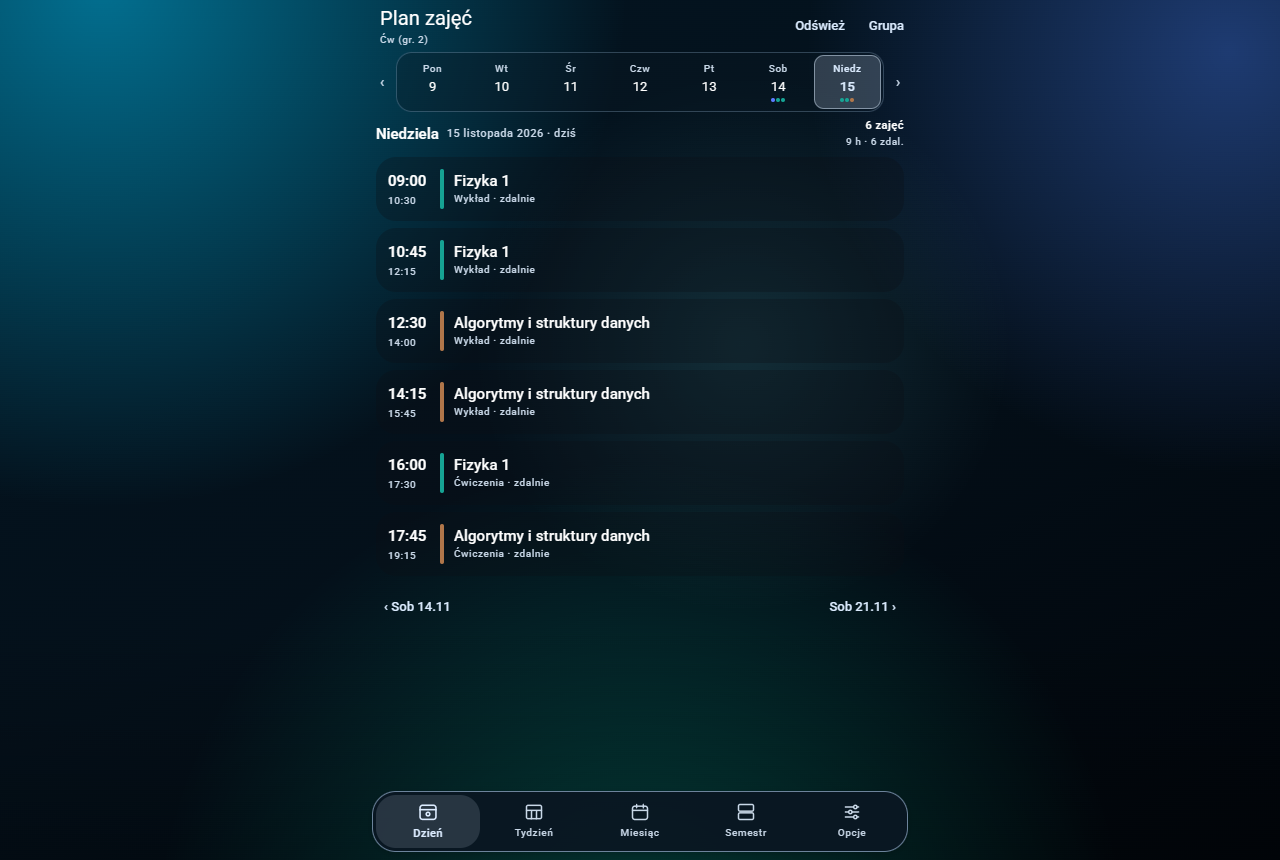 Plan zajęć
Ćw (gr. 2)
Odśwież Grupa
‹ Pon Wt Śr Czw Pt Sob Niedz ›
9 10 11 12 13 14 15
Niedziela 15 listopada 2026 · dziś
6 zajęć
9 h · 6 zdal.
09:00 Fizyka 1
10:30 Wykład · zdalnie
10:45 Fizyka 1
12:15 Wykład · zdalnie
12:30 Algorytmy i struktury danych
14:00 Wykład · zdalnie
14:15 Algorytmy i struktury danych
15:45 Wykład · zdalnie
16:00 Fizyka 1
17:30 Ćwiczenia · zdalnie
17:45 Algorytmy i struktury danych
19:15 Ćwiczenia · zdalnie
‹ Sob 14.11 Sob 21.11 ›
Dzień Tydzień Miesiąc Semestr Opcje